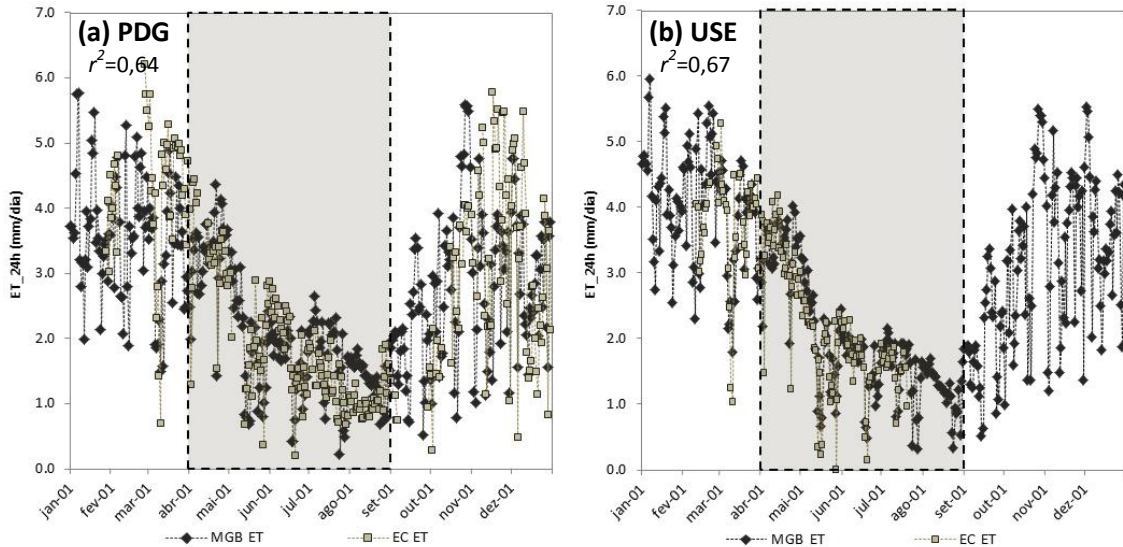 (a) PDG
r²=0,64
7.0
6.0
5.0
4.0
3.0
2.0
1.0
0.0
ET_24h (mm/dia)
jan-01
fev-01
mar-01
abr-01
mai-01
jun-01
jul-01
ago-01
set-01
out-01
nov-01
dez-01
MGB ET
EC ET
(b) USE
r²=0,67
7.0
6.0
5.0
4.0
3.0
2.0
1.0
0.0
ET_24h (mm/dia)
jan-01
fev-01
mar-01
abr-01
mai-01
jun-01
jul-01
ago-01
set-01
out-01
nov-01
dez-01
MGB ET
EC ET